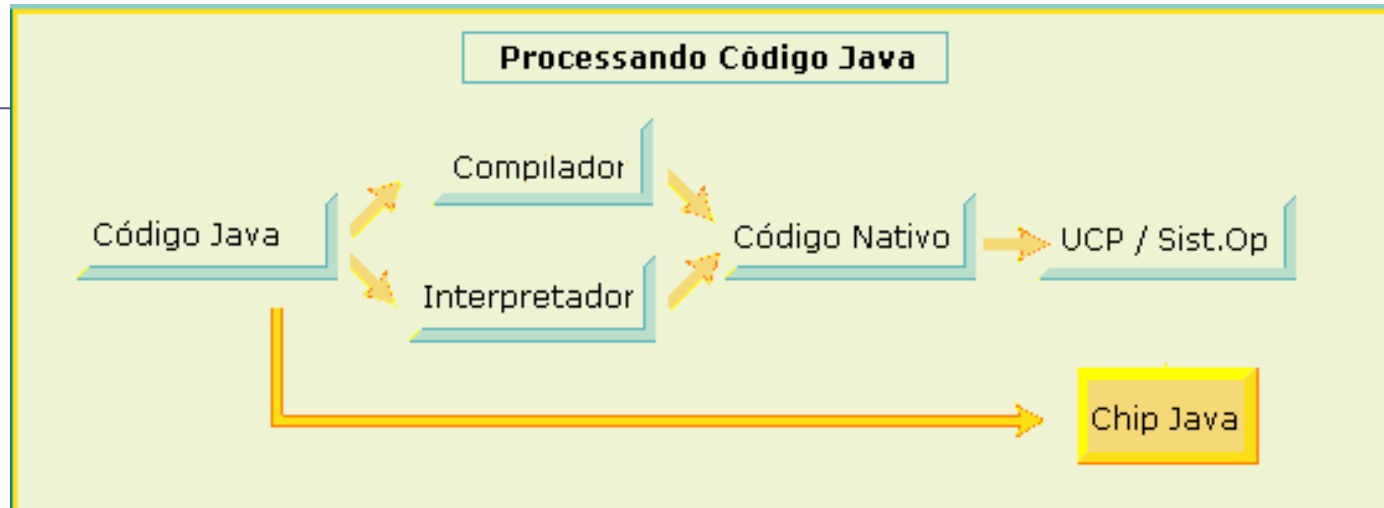 Processando Código Java
Compilador
Código Java
Código Nativo
UCP / Sist.Op
Interpretador
Chip Java